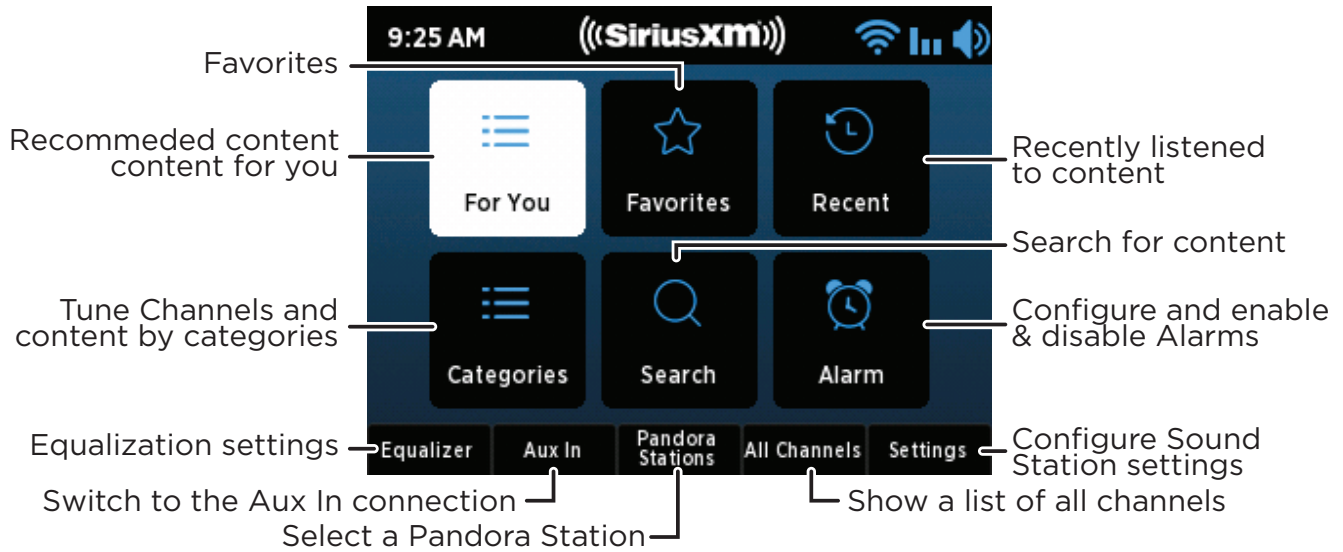 9:25 AM
((SiriusXM))
Favorites
Recommeded content
content for you
For You
Favorites
Recent
Recently listened
to content
Search for content
Tune Channels and
content by categories
Categories
Search
Alarm
Configure and enable
& disable Alarms
Equalization settings
Equalizer
Aux In
Pandora
Stations
All Channels
Settings
Configure Sound
Station settings
Switch to the Aux In connection
Show a list of all channels
Select a Pandora Station